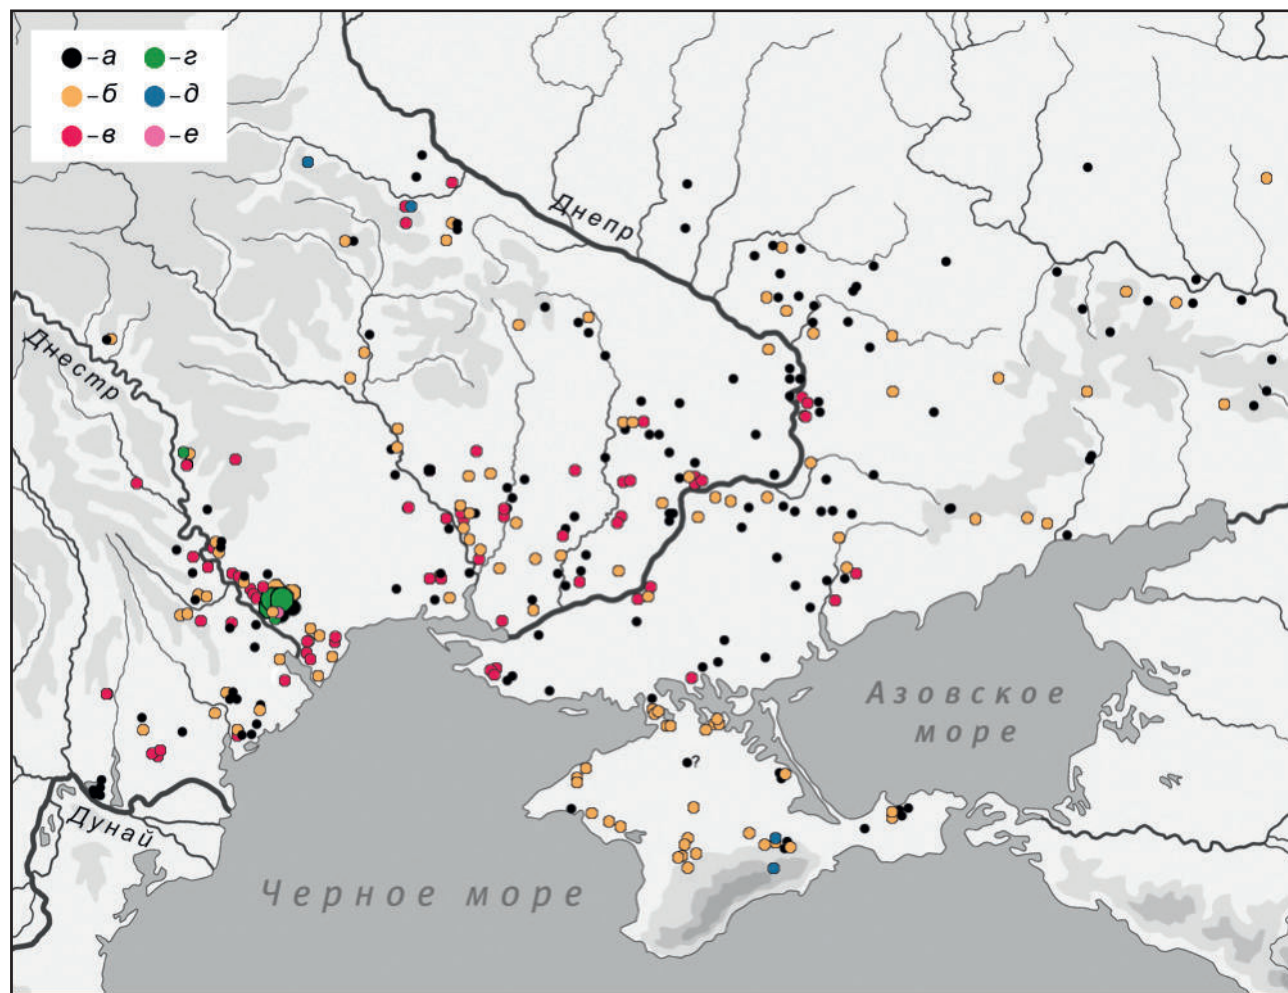 -а
-г
-б
-д
-в
-е
Днепр
Днестр
Азовское
море
?
Дунай
Черное море